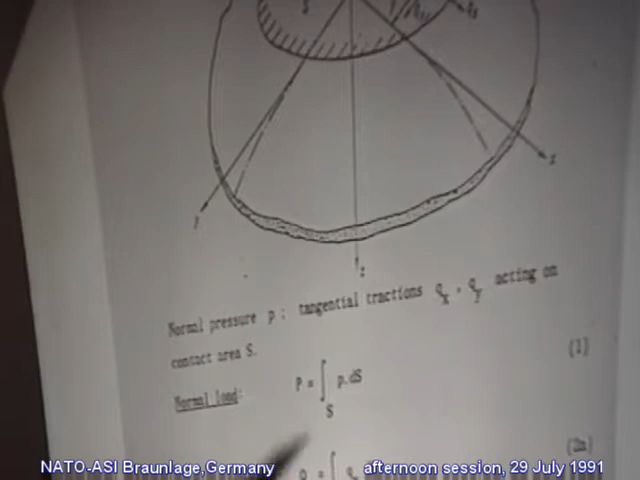 y
x
z
Normal pressure p ; tangential tractions q_x , q_y acting on
contact area S.
Normal load: P = ∫_S p.dS (1)
Q = ∫ q (2a)
NATO-ASI Braunlage,Germany afternoon session, 29 July 1991